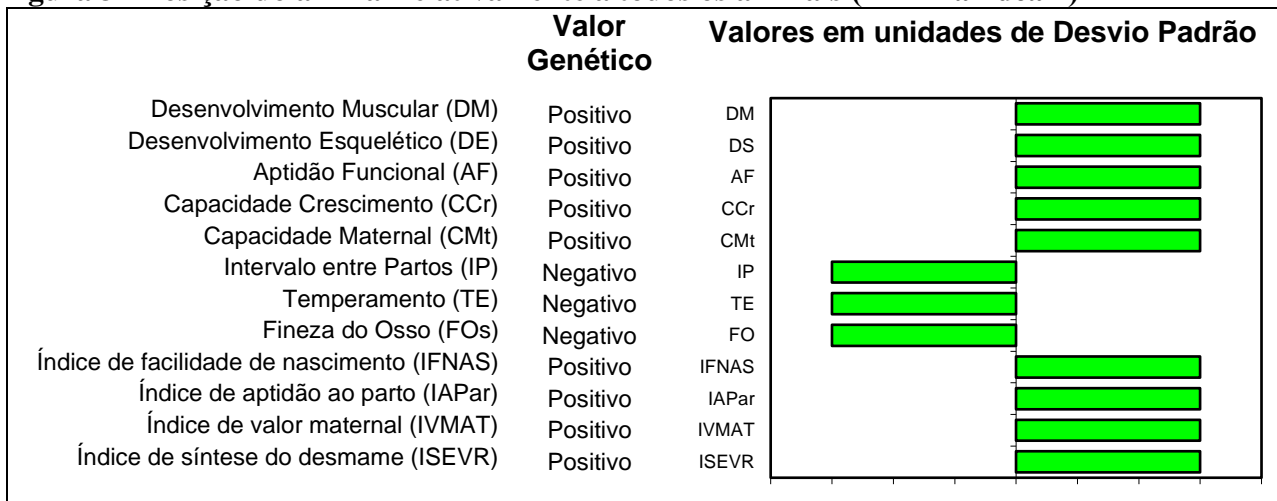 Valor Genético
Valores em unidades de Desvio Padrão
Desenvolvimento Muscular (DM) Positivo DM
Desenvolvimento Esquelético (DE) Positivo DS
Aptidão Funcional (AF) Positivo AF
Capacidade Crescimento (CCr) Positivo CCr
Capacidade Maternal (CMt) Positivo CMt
Intervalo entre Partos (IP) Negativo IP
Temperamento (TE) Negativo TE
Fineza do Osso (FOs) Negativo FO
Índice de facilidade de nascimento (IFNAS) Positivo IFNAS
Índice de aptidão ao parto (IAPar) Positivo IAPar
Índice de valor maternal (IVMAT) Positivo IVMAT
Índice de síntese do desmame (ISEVR) Positivo ISEVR